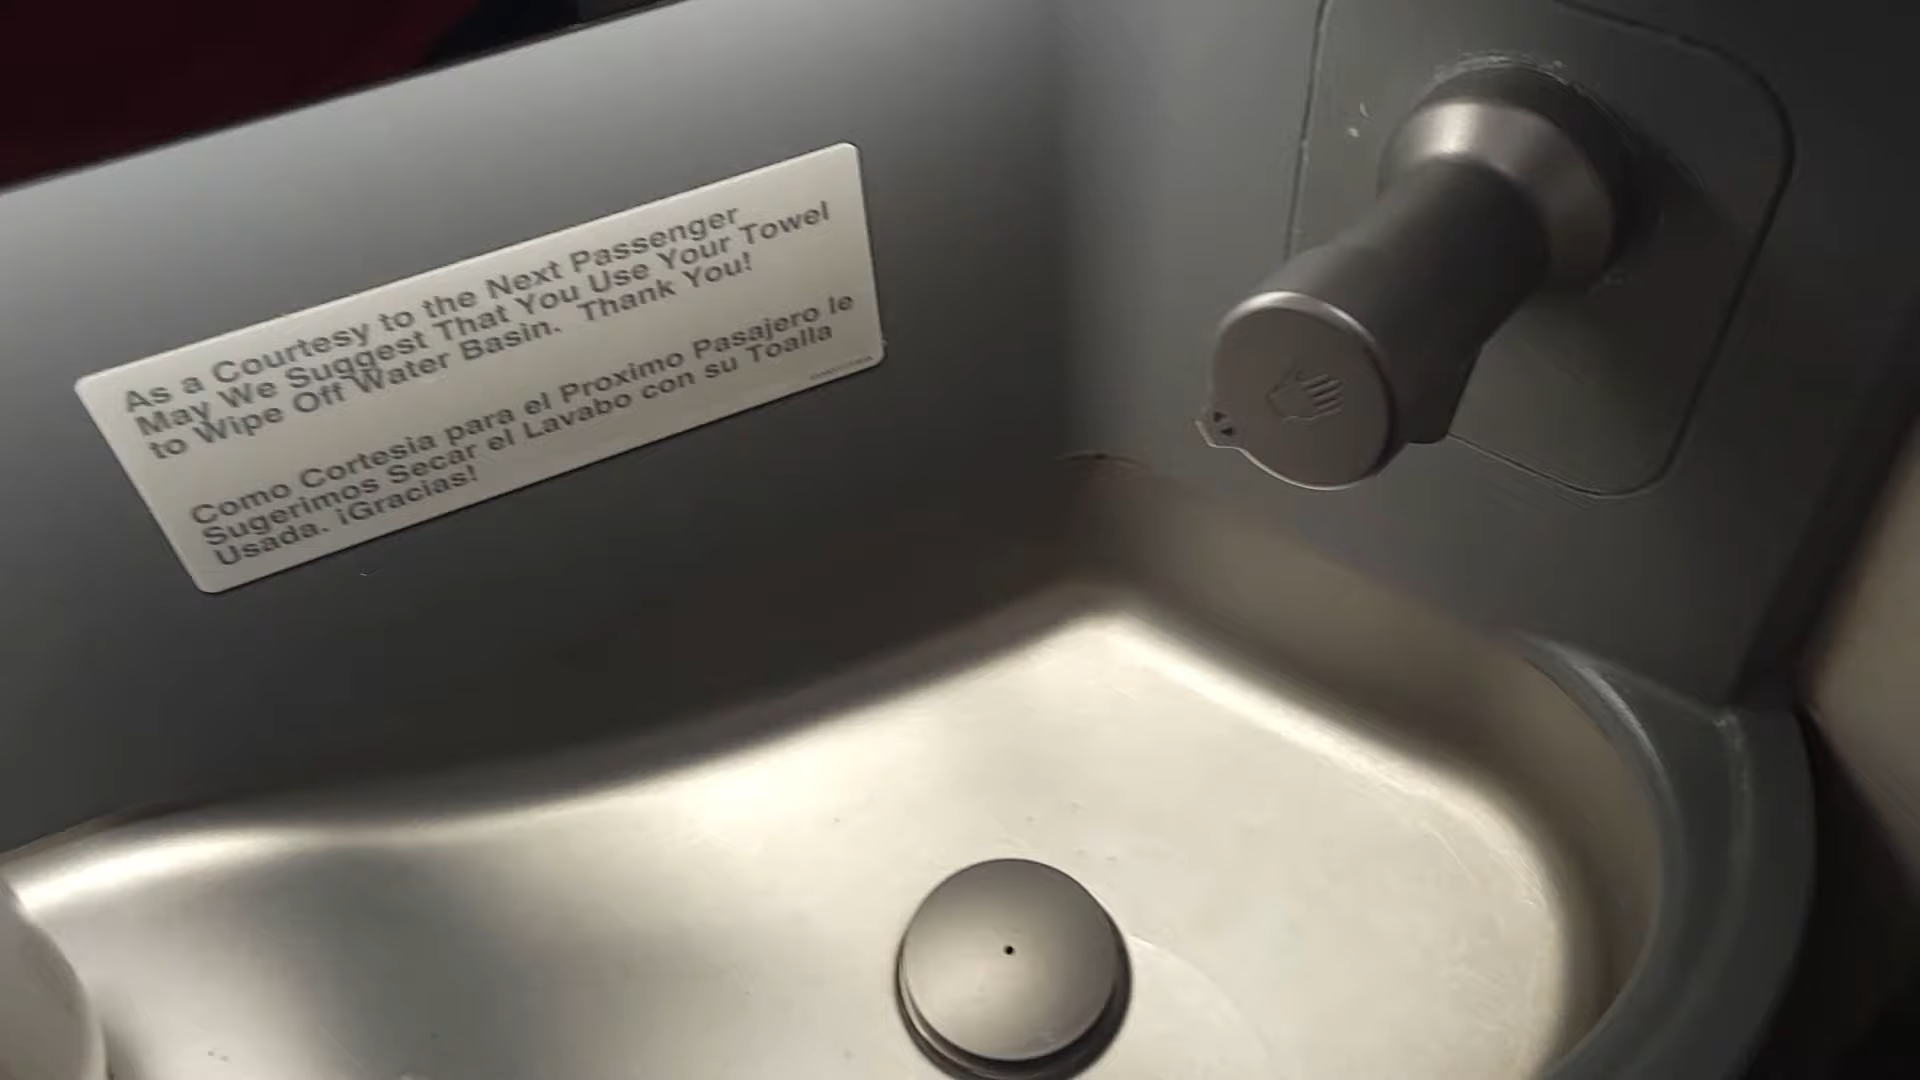 As a Courtesy to the Next Passenger
May We Suggest That You Use Your Towel
to Wipe Off Water Basin. Thank You!
Como Cortesia para el Proximo Pasajero le
Sugerimos Secar el Lavabo con su Toalla
Usada. ¡Gracias!